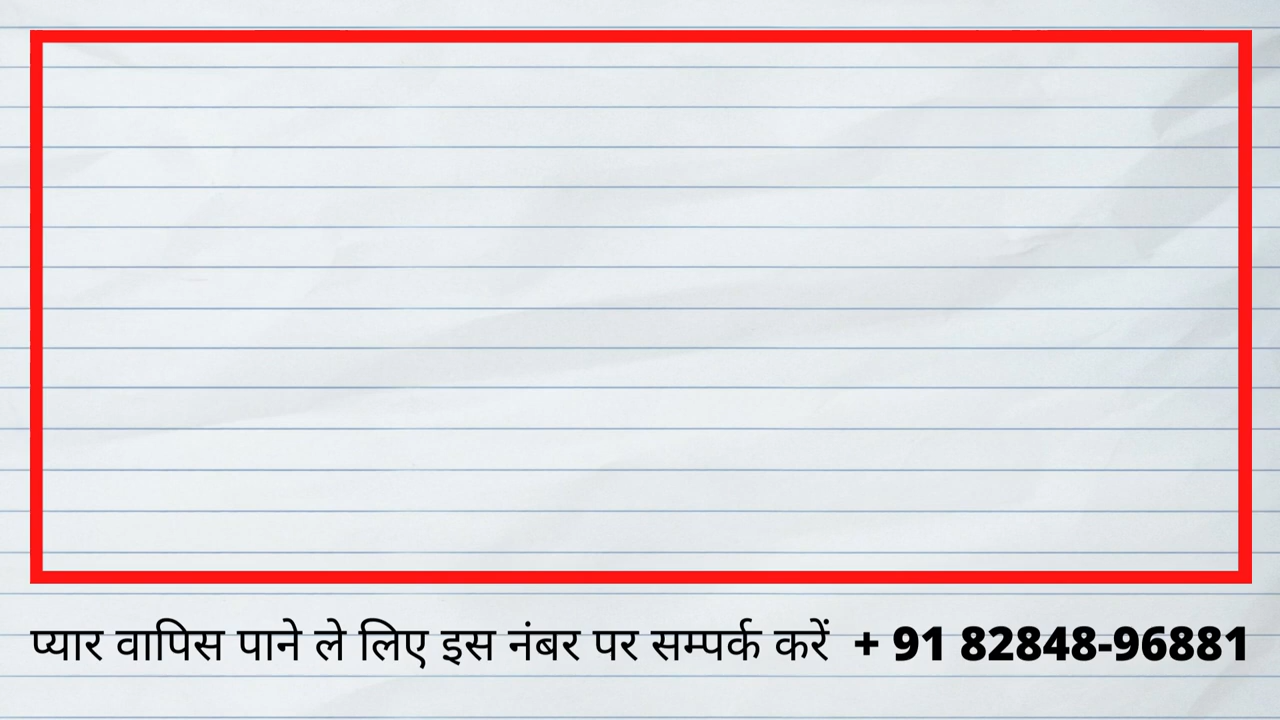 प्यार वापिस पाने ले लिए इस नंबर पर सम्पर्क करें + 91 82848-96881